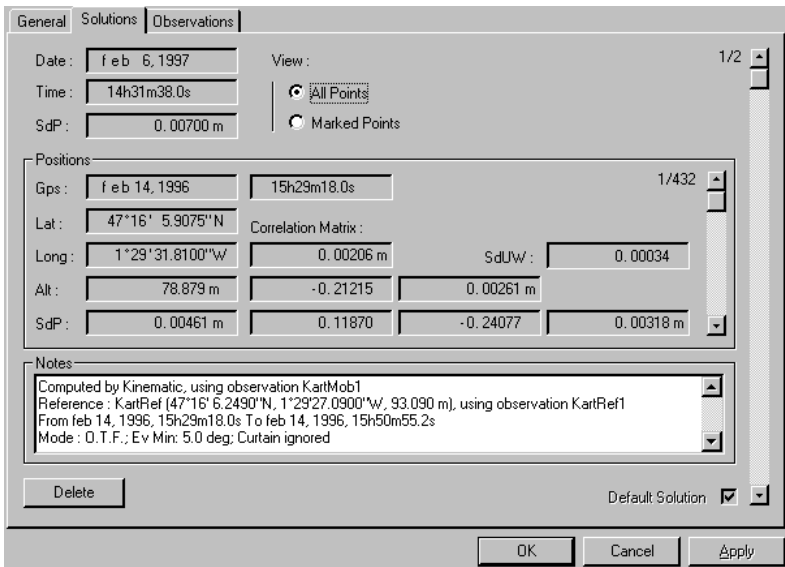 General Solutions Observations
Date : feb 6, 1997 View : 1/2
Time : 14h31m38.0s All Points
SdP : 0.00700 m Marked Points
Positions
Gps : feb 14, 1996 15h29m18.0s 1/432
Lat : 47°16' 5.9075"N Correlation Matrix :
Long : 1°29'31.8100"W 0.00206 m SdUW : 0.00034
Alt : 78.879 m -0.21215 0.00261 m
SdP : 0.00461 m 0.11870 -0.24077 0.00318 m
Notes
Computed by Kinematic, using observation KartMob1
Reference : KartRef (47°16' 6.2490"N, 1°29'27.0900"W, 93.090 m), using observation KartRef1
From feb 14, 1996, 15h29m18.0s To feb 14, 1996, 15h50m55.2s
Mode : O.T.F.; Ev Min: 5.0 deg; Curtain ignored
Delete Default Solution
OK Cancel Apply